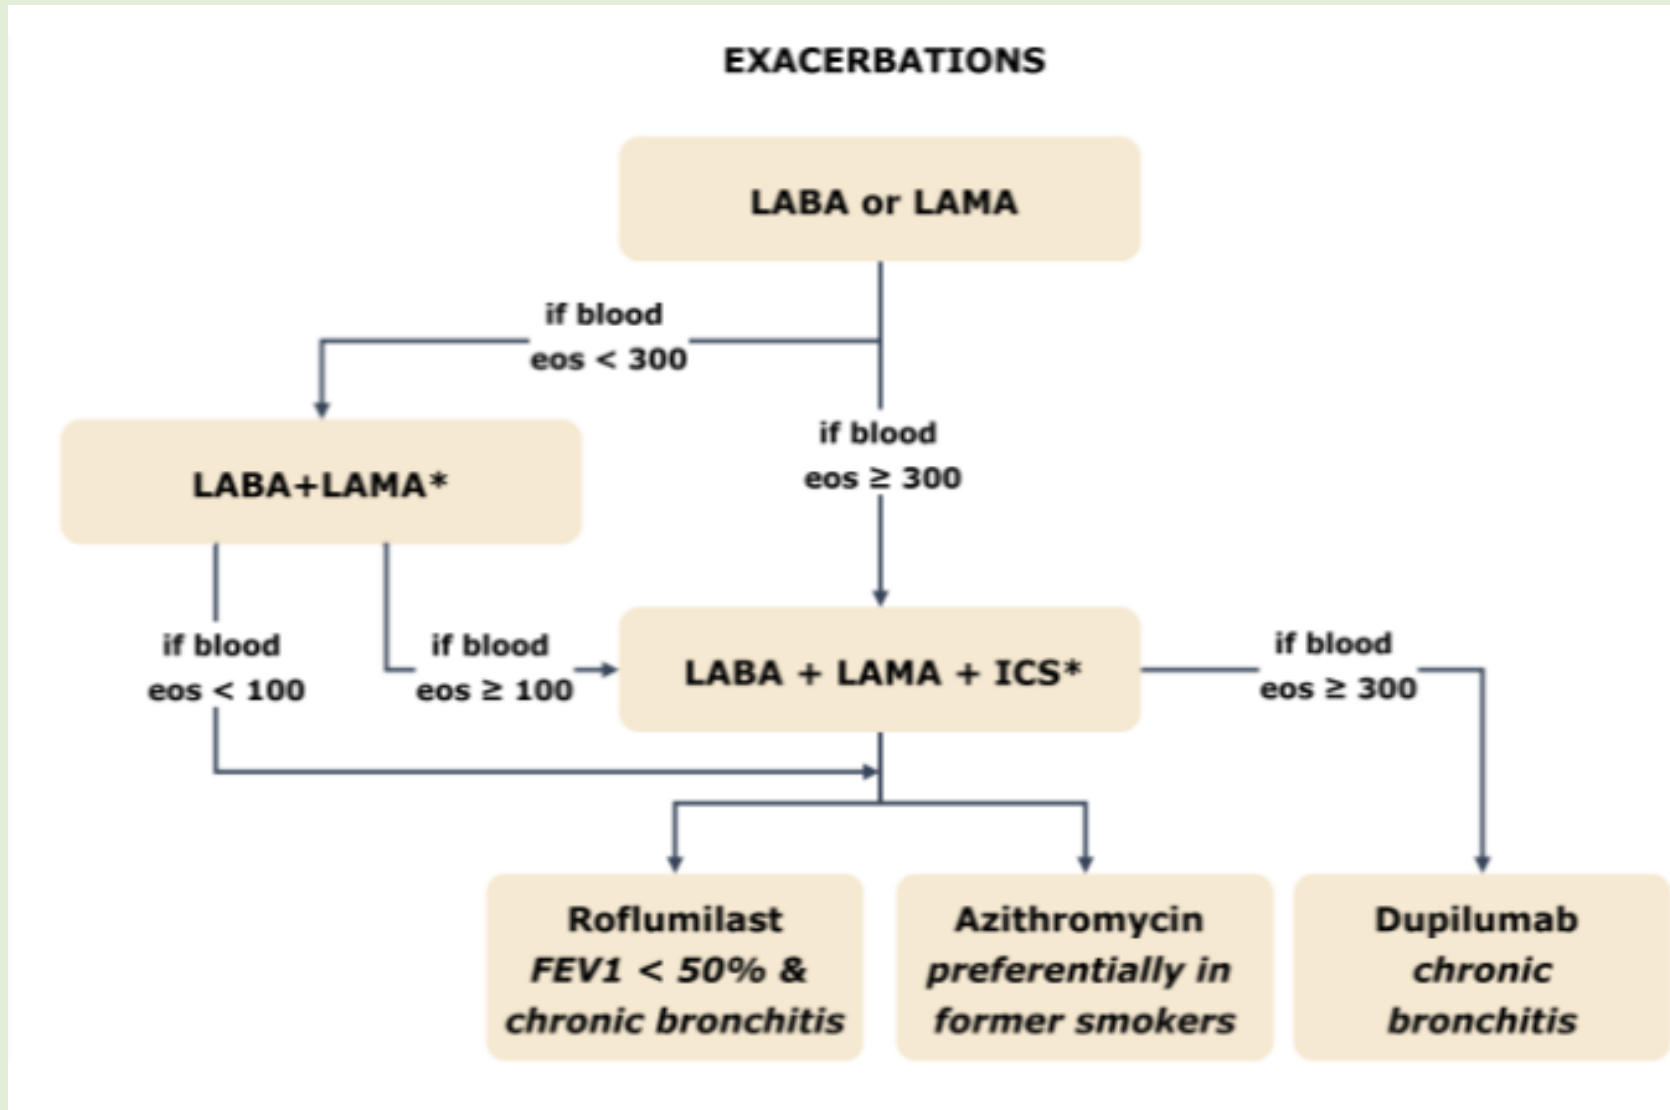 EXACERBATIONS
LABA or LAMA
if blood
eos < 300
if blood
eos ≥ 300
LABA+LAMA*
if blood
eos < 100
if blood
eos ≥ 100
LABA + LAMA + ICS*
if blood
eos ≥ 300
Roflumilast
FEV1 < 50% &
chronic bronchitis
Azithromycin
preferentially in
former smokers
Dupilumab
chronic
bronchitis